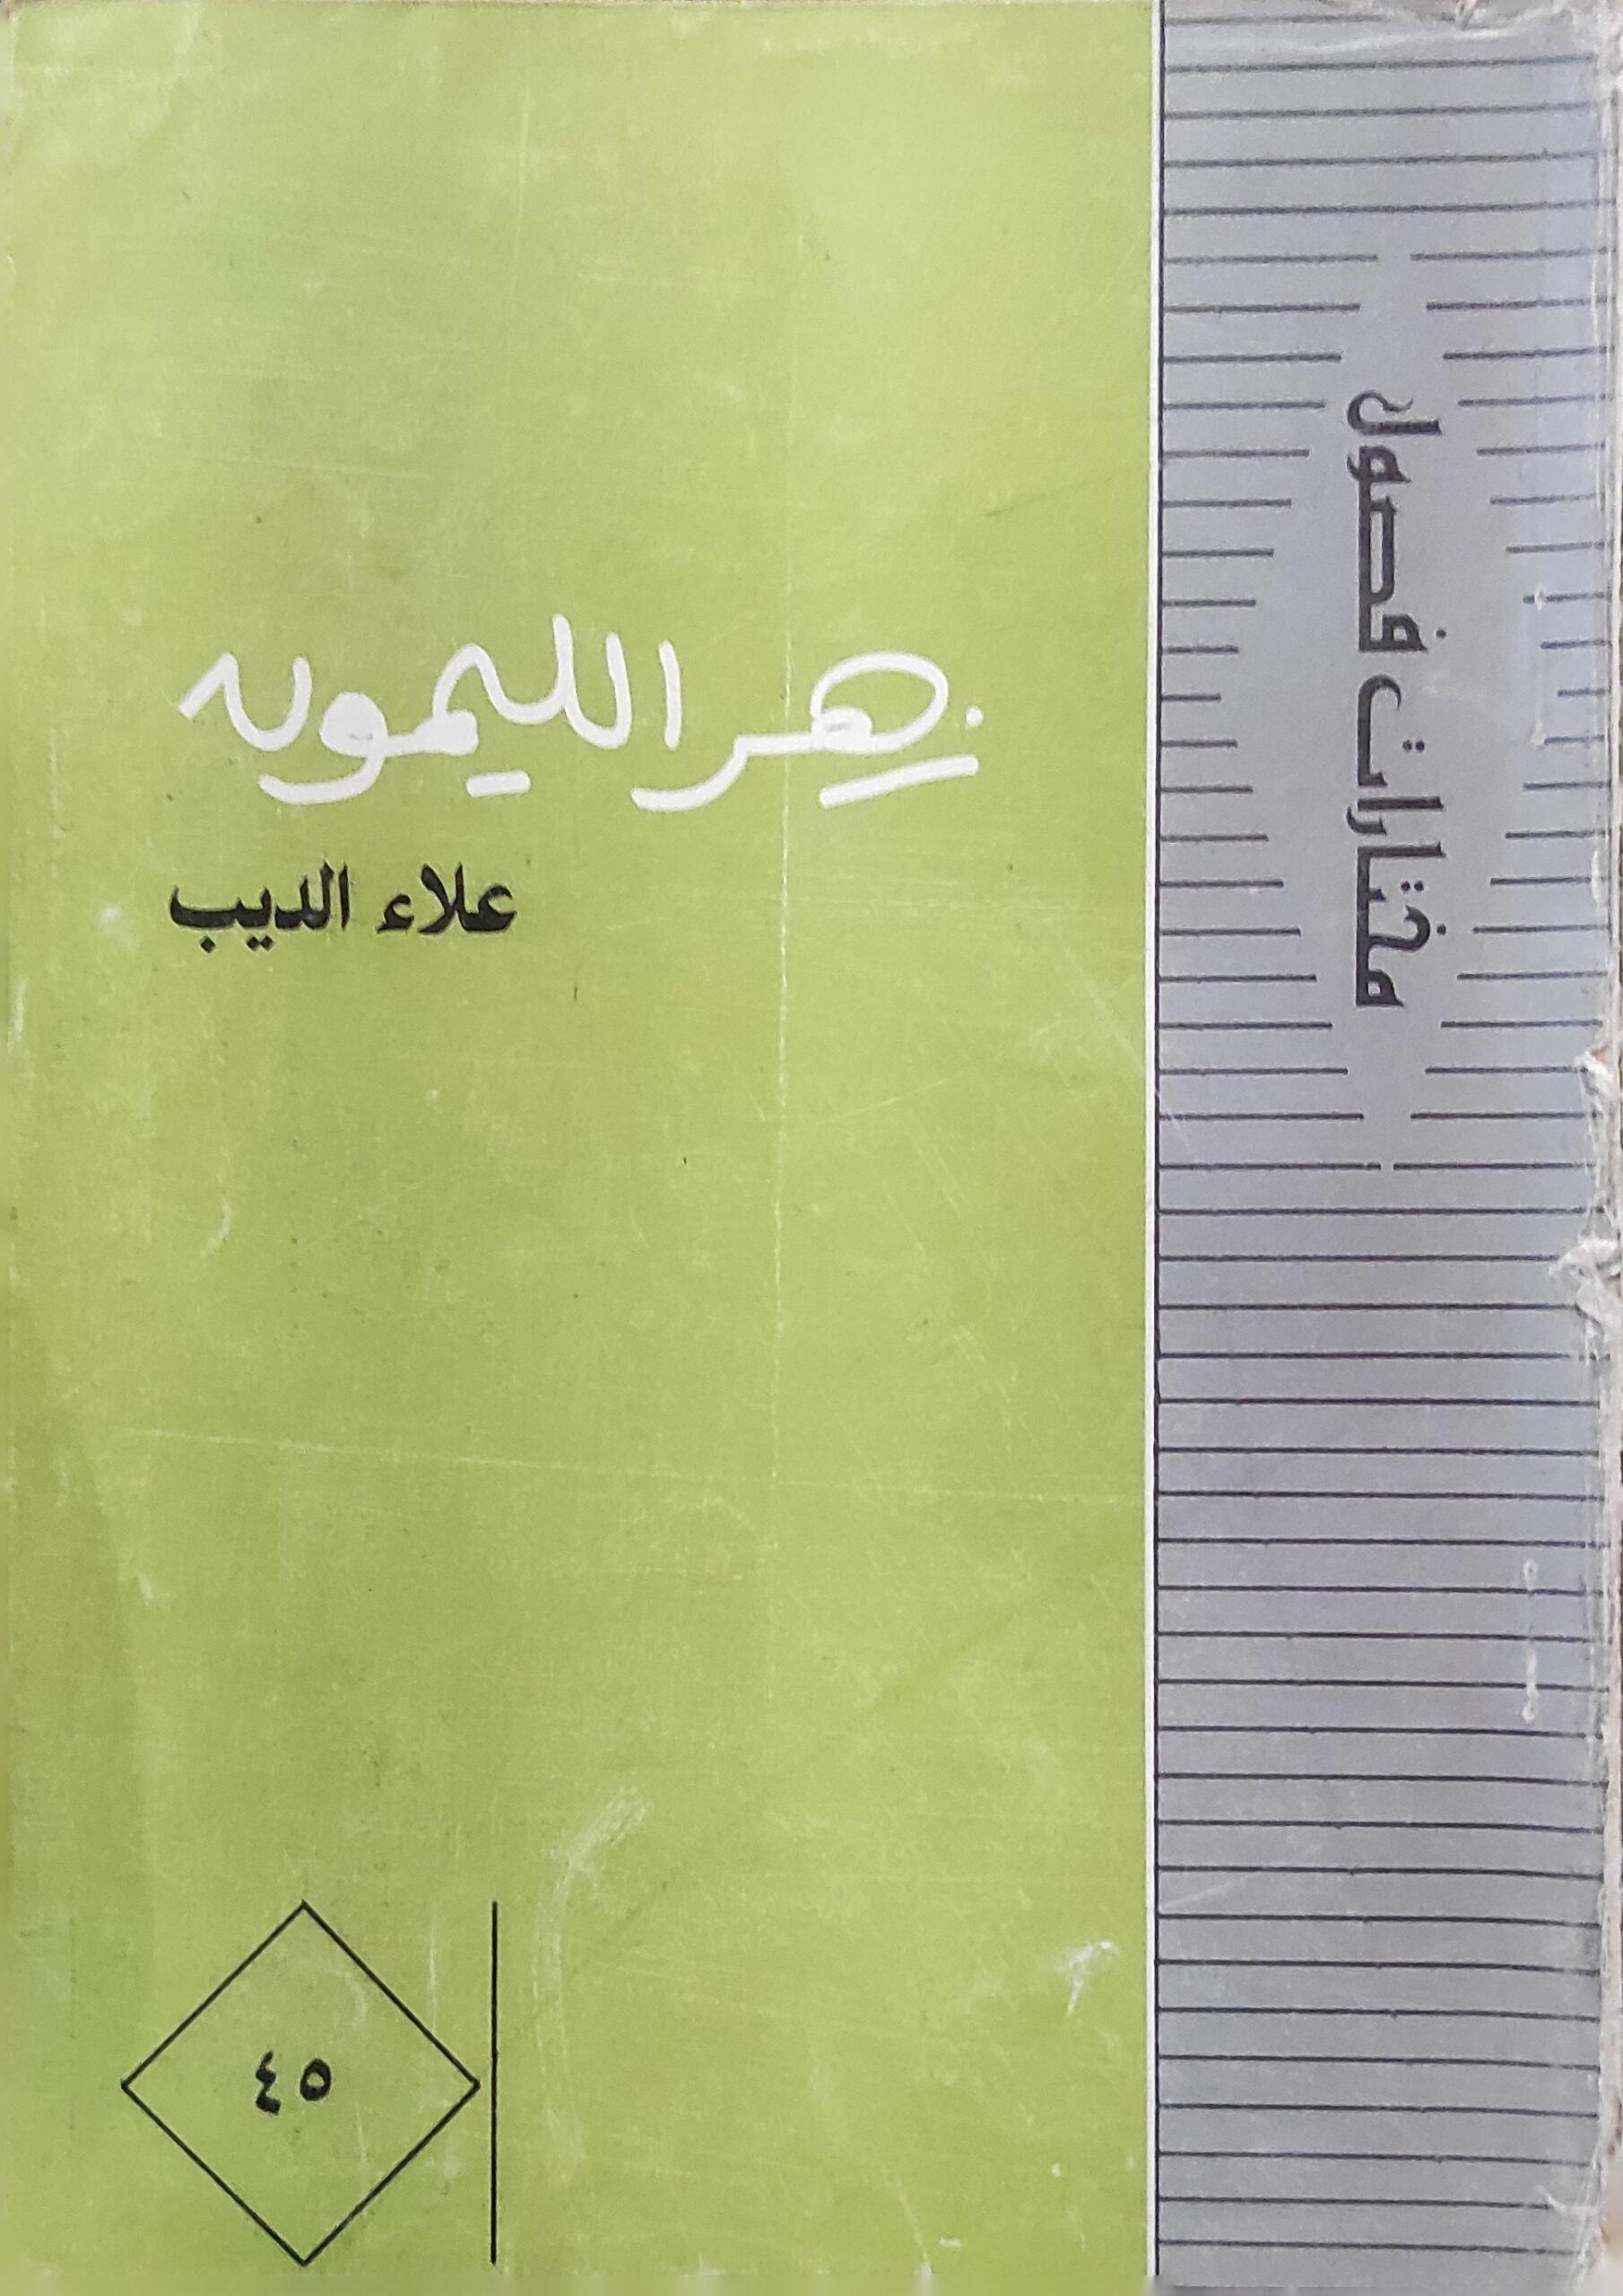 مختارات فصول
زهر الليمون
علاء الديب
٤٥